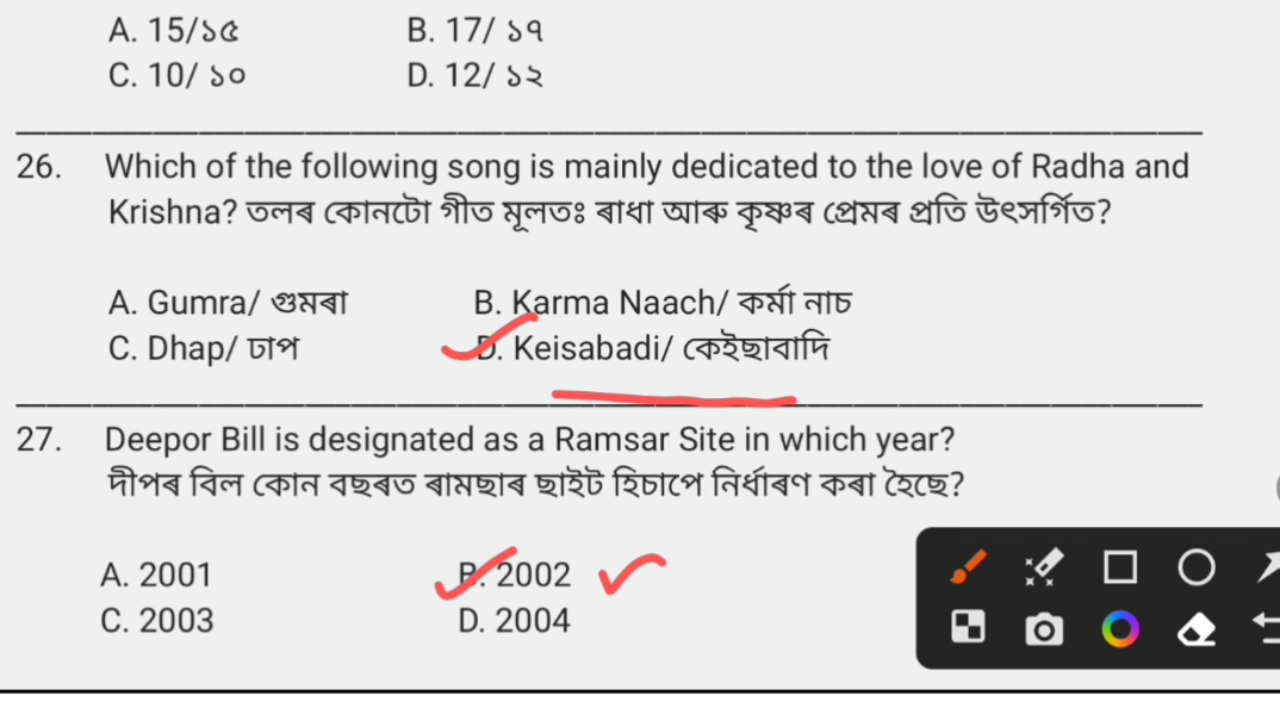 A. 15/১৫ B. 17/ ১৭
C. 10/ ১০ D. 12/ ১২
26. Which of the following song is mainly dedicated to the love of Radha and
Krishna? তলৰ কোনটো গীত মূলতঃ ৰাধা আৰু কৃষ্ণৰ প্ৰেমৰ প্ৰতি উৎসৰ্গিত?
A. Gumra/ গুমৰা B. Karma Naach/ কৰ্মা নাচ
C. Dhap/ ঢাপ D. Keisabadi/ কেইছাবাদি
27. Deepor Bill is designated as a Ramsar Site in which year?
দীপৰ বিল কোন বছৰত ৰামছাৰ ছাইট হিচাপে নিৰ্ধাৰণ কৰা হৈছে?
A. 2001 B. 2002
C. 2003 D. 2004